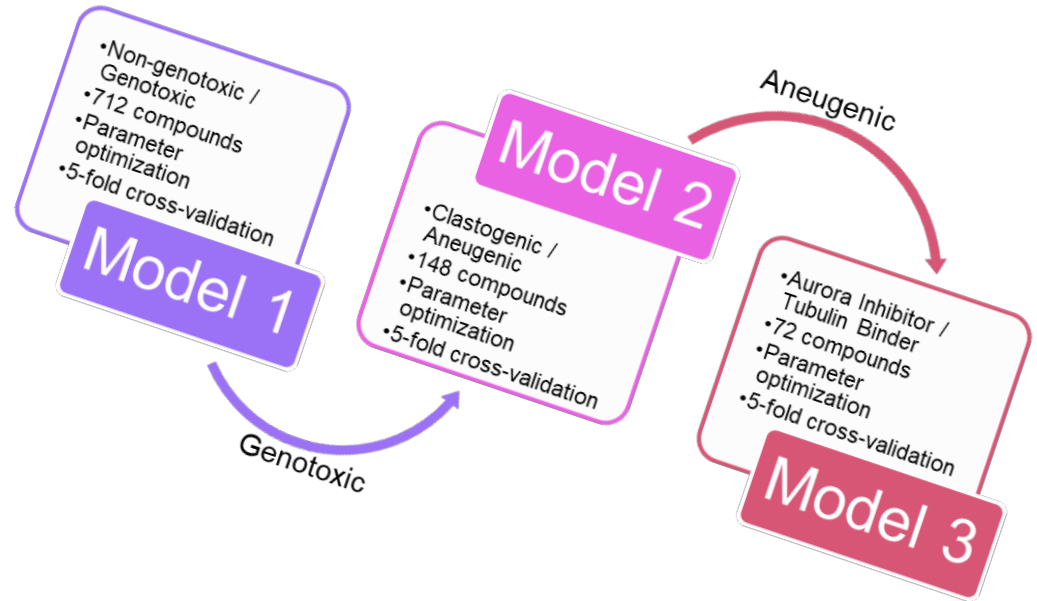 •Non-genotoxic /
Genotoxic
•712 compounds
•Parameter
optimization
•5-fold cross-validation
Model 1
Genotoxic
Model 2
•Clastogenic /
Aneugenic
•148 compounds
•Parameter
optimization
•5-fold cross-validation
Aneugenic
•Aurora Inhibitor /
Tubulin Binder
•72 compounds
•Parameter
optimization
•5-fold cross-validation
Model 3